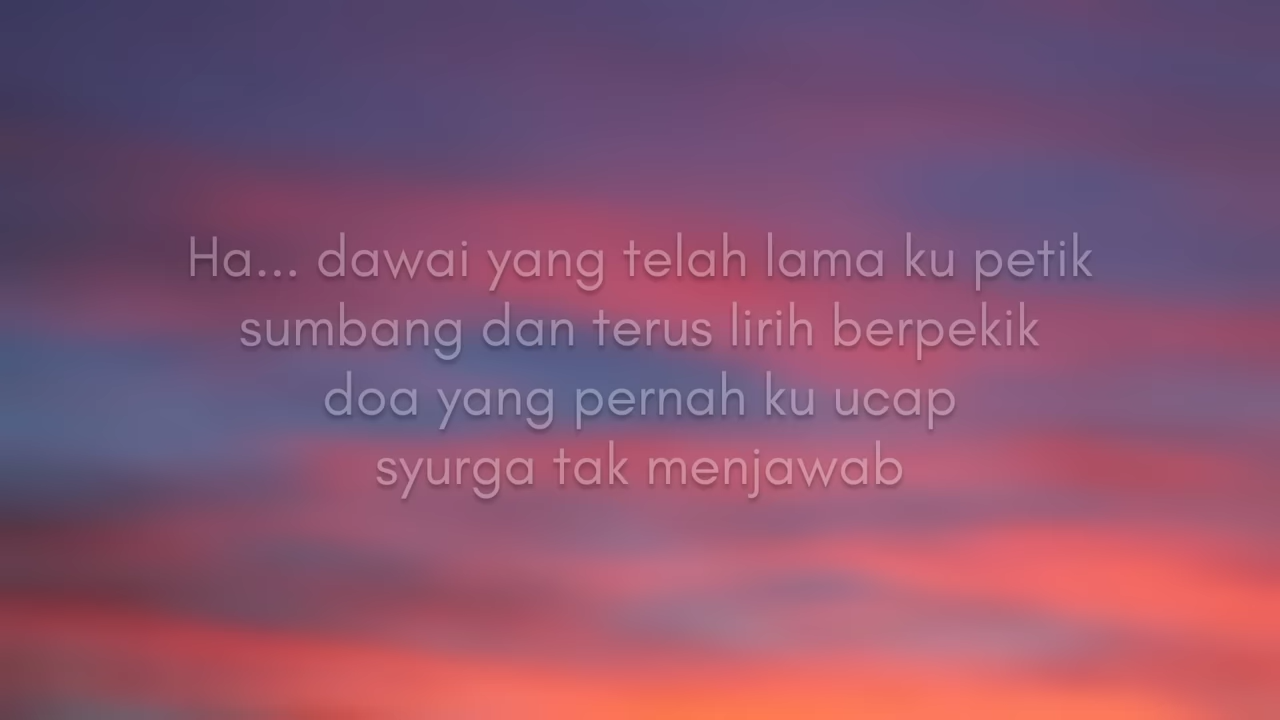 Ha... dawai yang telah lama ku petik
sumbang dan terus lirih berpekik
doa yang pernah ku ucap
syurga tak menjawab